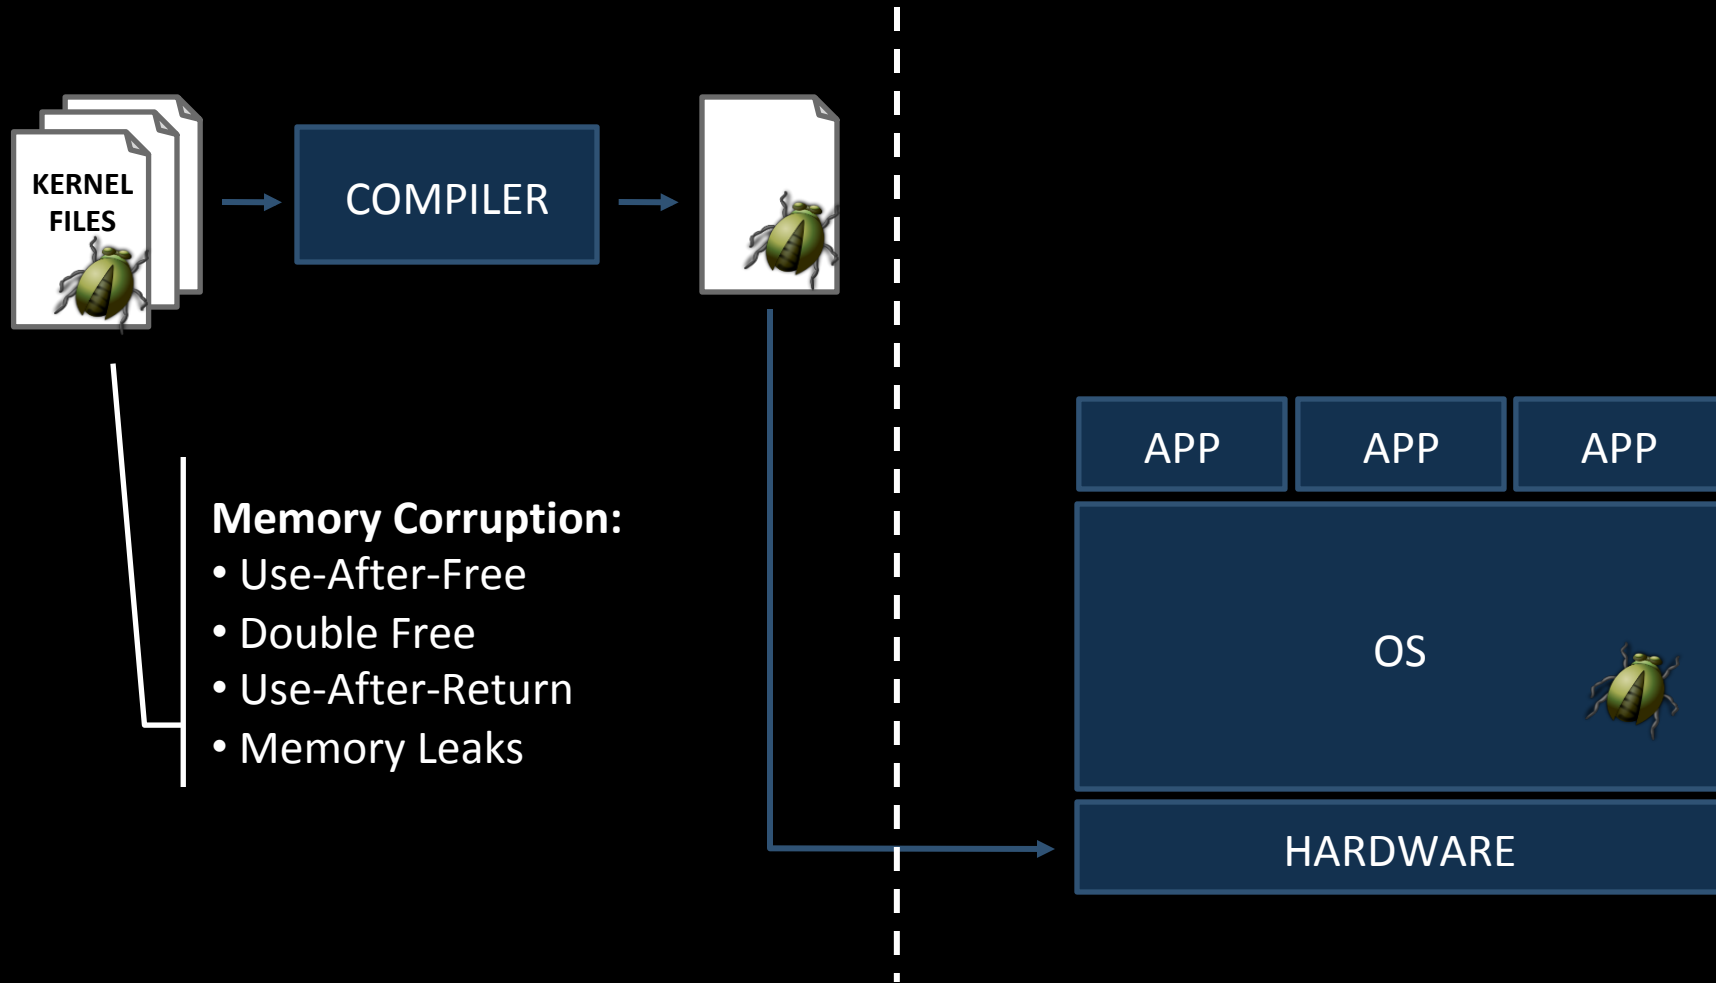 KERNEL
FILES
COMPILER
Memory Corruption:
• Use-After-Free
• Double Free
• Use-After-Return
• Memory Leaks
APP
APP
APP
OS
HARDWARE